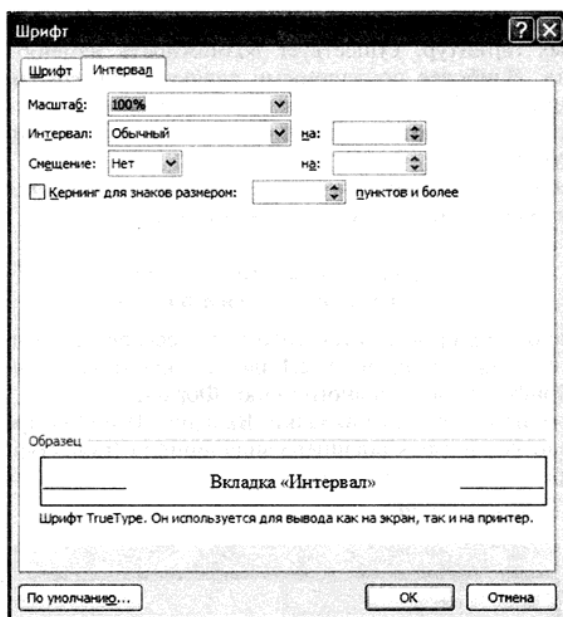 Шрифт
Шрифт Интервал
Масштаб: 100%
Интервал: Обычный на:
Смещение: Нет на:
Кернинг для знаков размером: пунктов и более
Образец
Вкладка «Интервал»
Шрифт TrueType. Он используется для вывода как на экран, так и на принтер.
По умолчанию... ОК Отмена